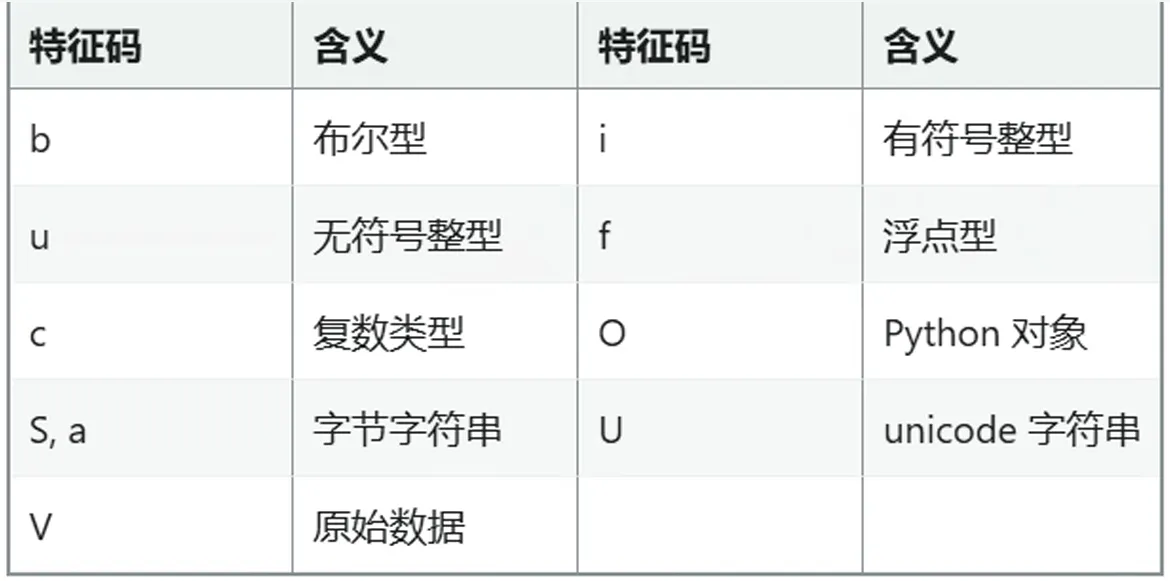 特征码 含义 特征码 含义
b 布尔型 i 有符号整型
u 无符号整型 f 浮点型
c 复数类型 O Python 对象
S, a 字节字符串 U unicode 字符串
V 原始数据